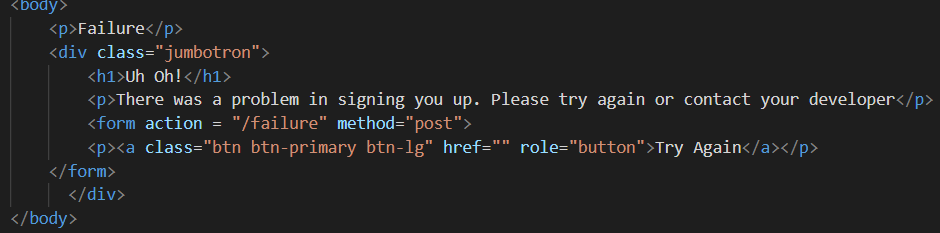 <body>
<p>Failure</p>
<div class="jumbotron">
<h1>Uh Oh!</h1>
<p>There was a problem in signing you up. Please try again or contact your developer</p>
<form action = "/failure" method="post">
<p><a class="btn btn-primary btn-lg" href="" role="button">Try Again</a></p>
</form>
</div>
</body>